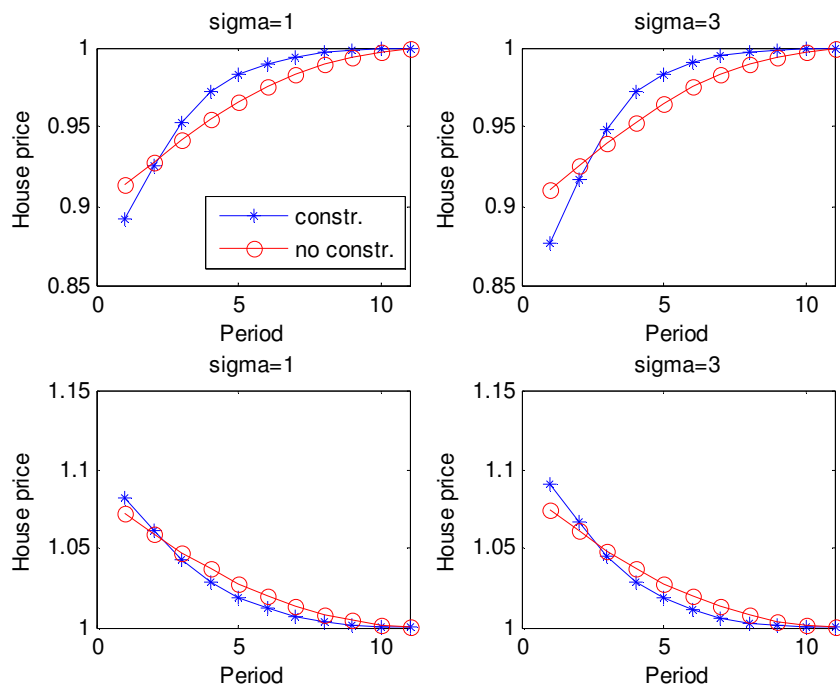 sigma=1
House price
1
0.95
0.9
0.85
0
5
10
Period
constr.
no constr.
sigma=3
House price
1
0.95
0.9
0.85
0
5
10
Period
sigma=1
House price
1.15
1.1
1.05
1
0
5
10
Period
sigma=3
House price
1.15
1.1
1.05
1
0
5
10
Period